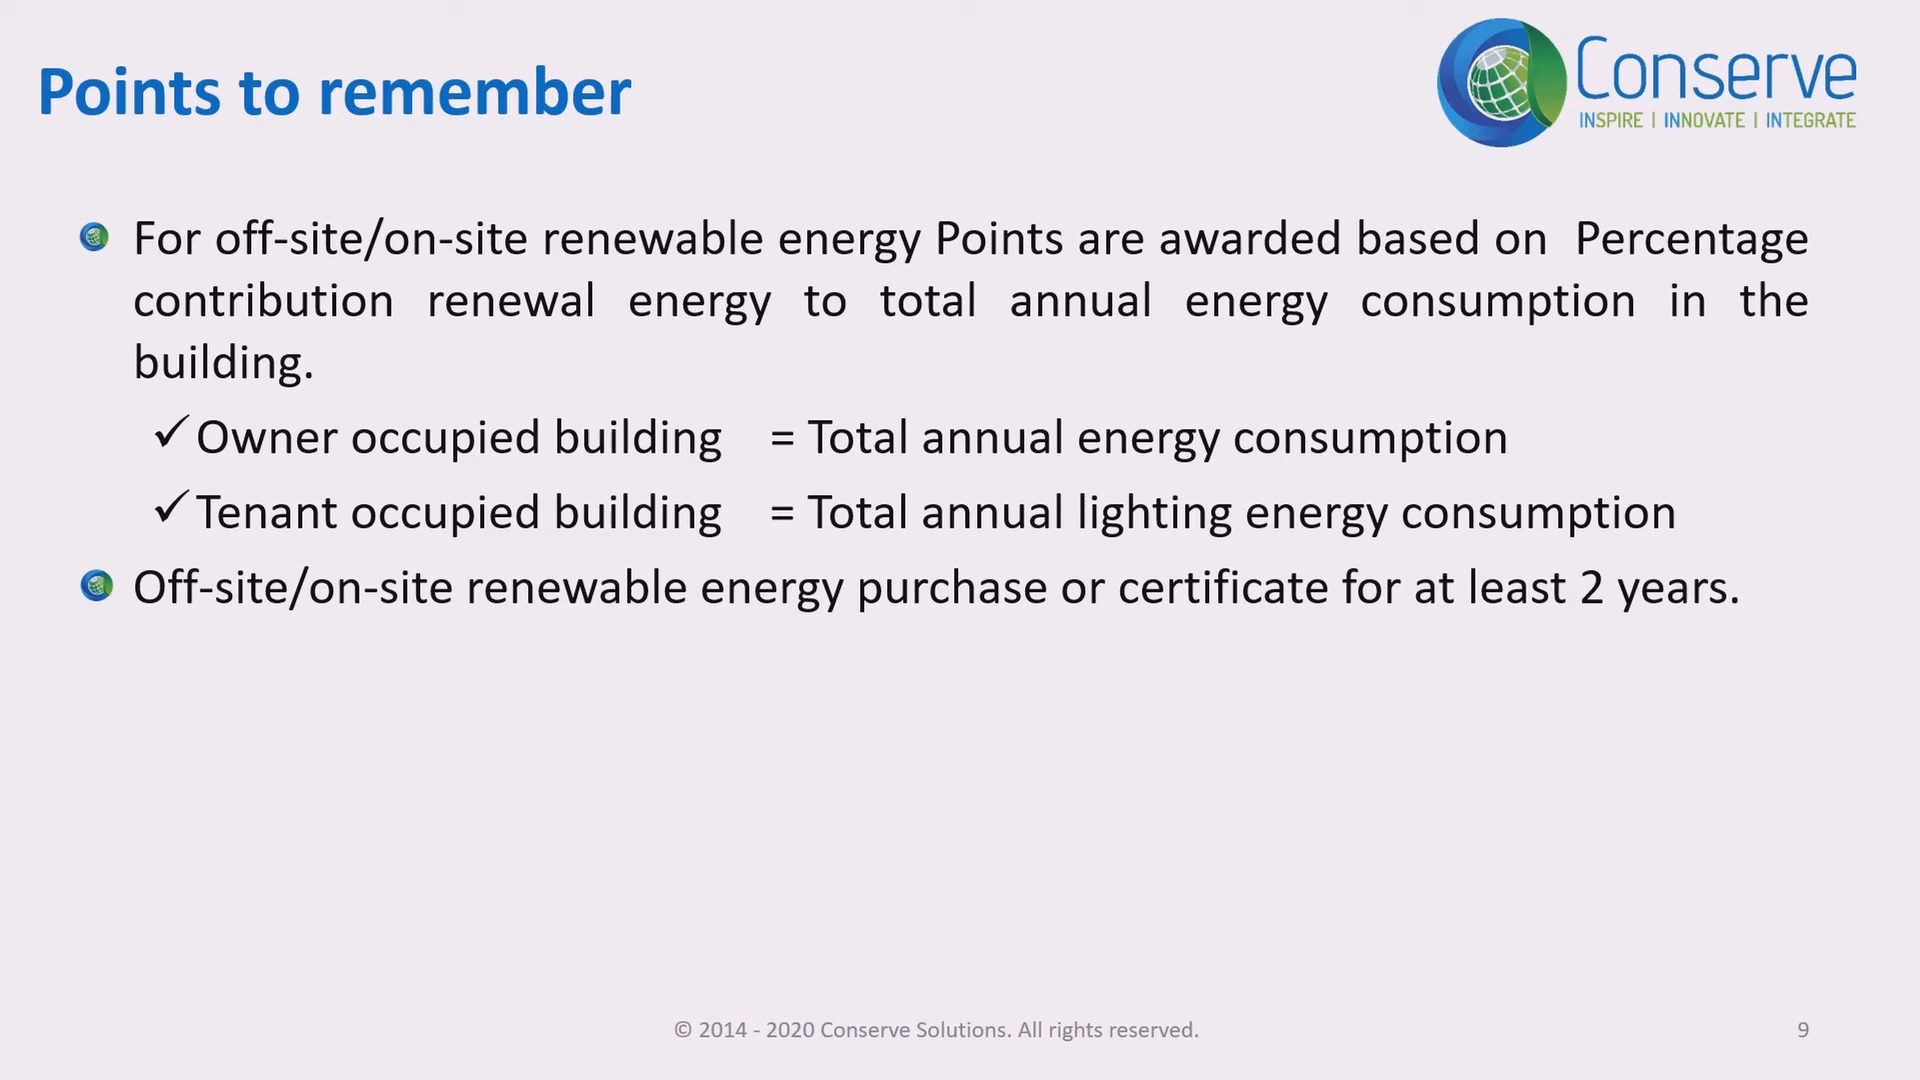 Points to remember
Conserve
INSPIRE | INNOVATE | INTEGRATE
For off-site/on-site renewable energy Points are awarded based on Percentage
contribution renewal energy to total annual energy consumption in the
building.
✓Owner occupied building = Total annual energy consumption
✓Tenant occupied building = Total annual lighting energy consumption
Off-site/on-site renewable energy purchase or certificate for at least 2 years.
© 2014 - 2020 Conserve Solutions. All rights reserved.
9